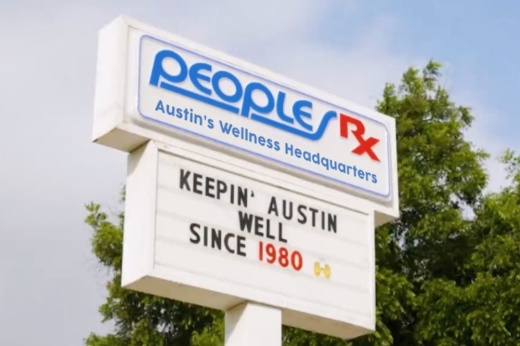 PEOPLES Rx
Austin's Wellness Headquarters
KEEPIN' AUSTIN
WELL
SINCE 1980